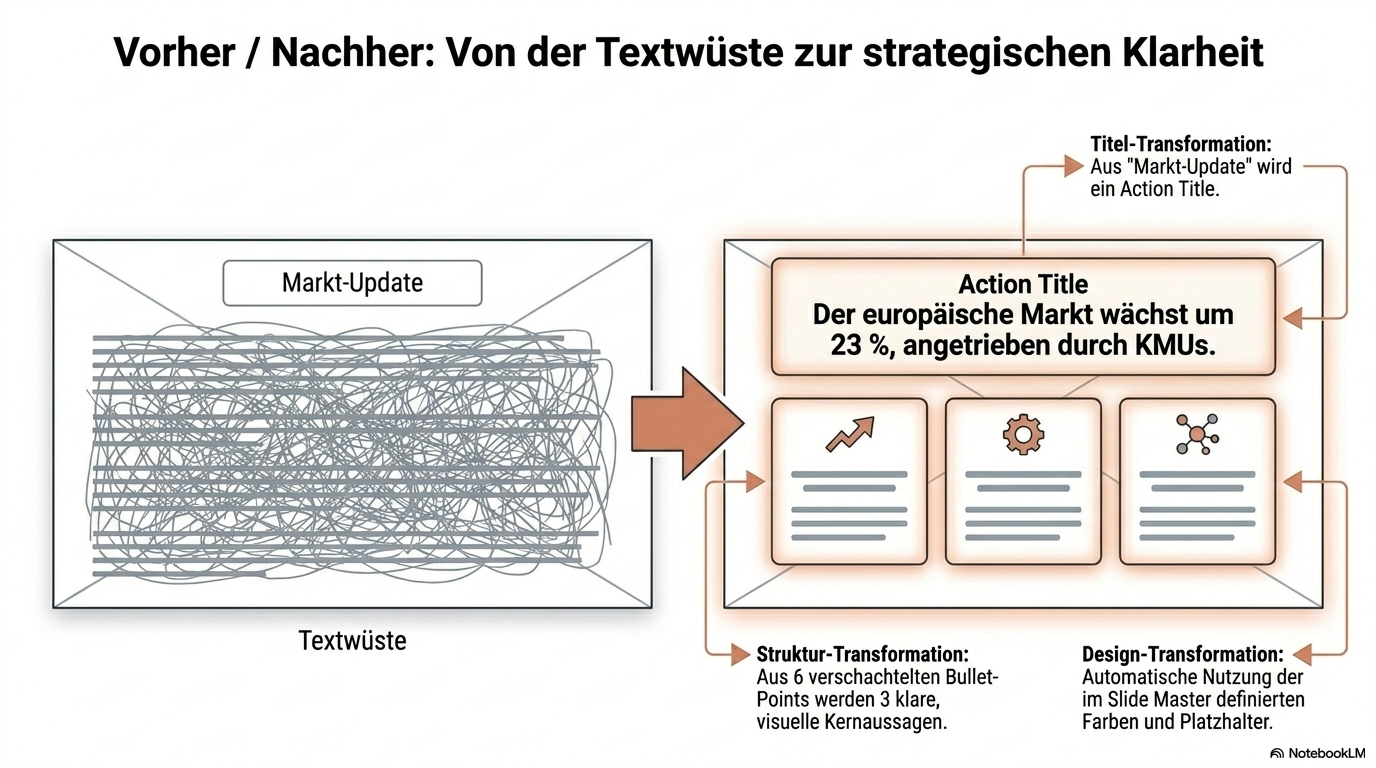 Vorher / Nachher: Von der Textwüste zur strategischen Klarheit
Titel-Transformation:
Aus "Markt-Update" wird
ein Action Title.
Markt-Update
Textwüste
Action Title
Der europäische Markt wächst um
23 %, angetrieben durch KMUs.
Struktur-Transformation:
Aus 6 verschachtelten Bullet-
Points werden 3 klare,
visuelle Kernaussagen.
Design-Transformation:
Automatische Nutzung der
im Slide Master definierten
Farben und Platzhalter.
NotebookLM